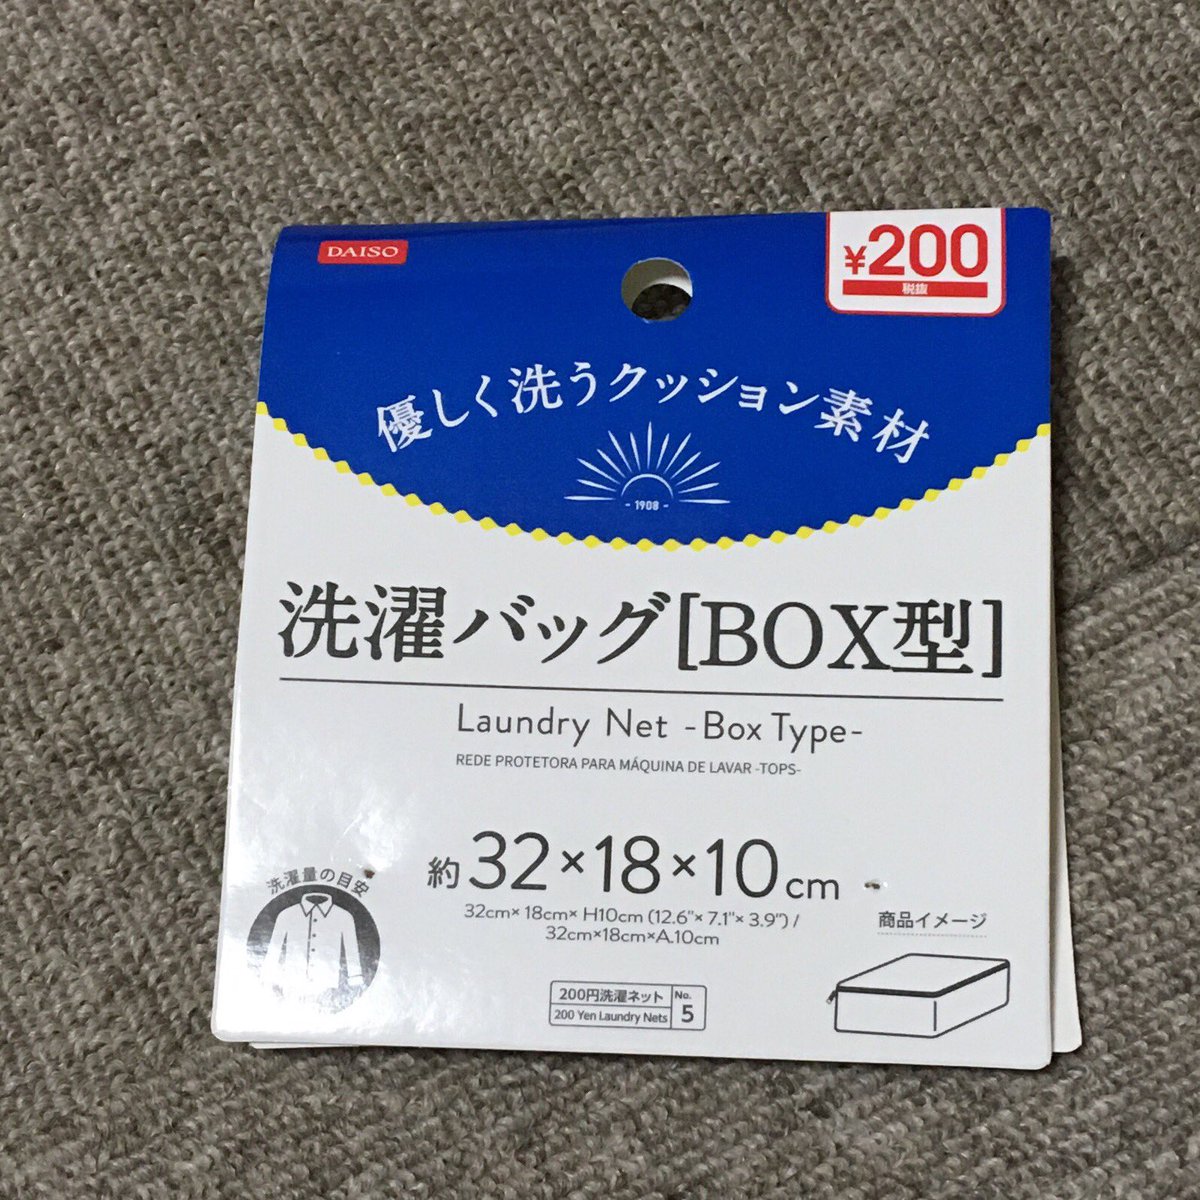 DAISO
¥200
税抜
優しく洗うクッション素材
- 1908 -
洗濯バッグ[BOX型]
Laundry Net -Box Type-
REDE PROTETORA PARA MÁQUINA DE LAVAR -TOPS-
約32×18×10cm
32cm×18cm×H10cm (12.6"×7.1"×3.9") /
32cm×18cm×A.10cm
洗濯量の目安
商品イメージ
200円洗濯ネット
200 Yen Laundry Nets
No.
5